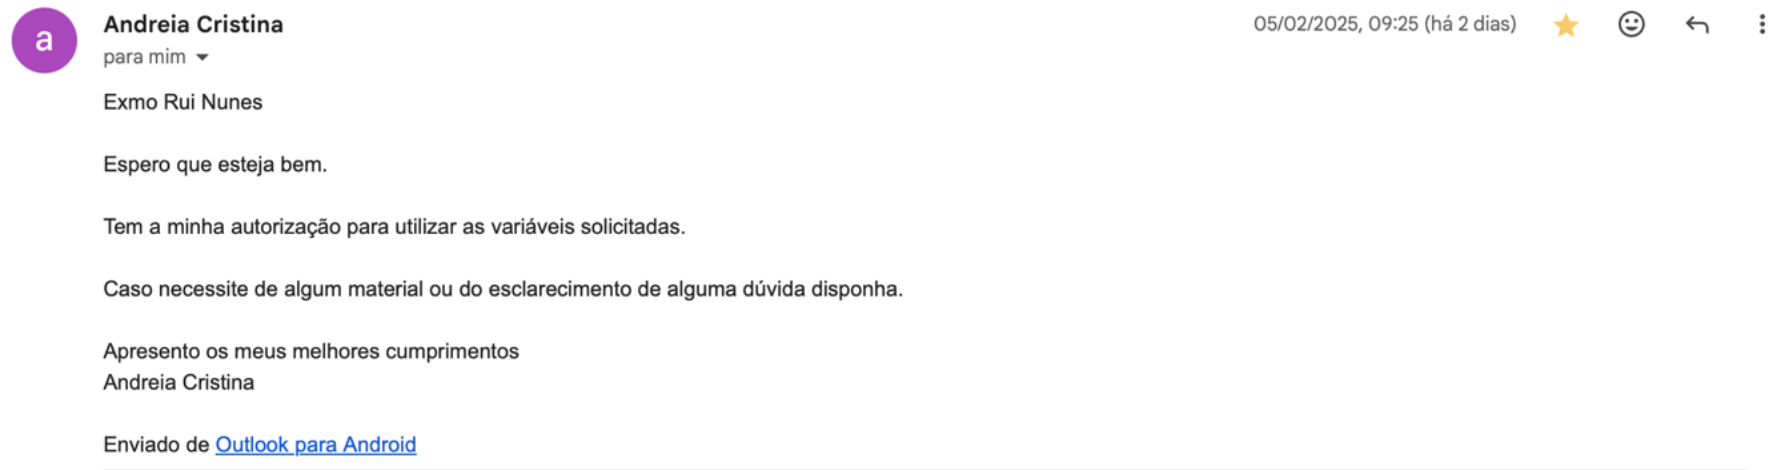 a
Andreia Cristina
05/02/2025, 09:25 (há 2 dias)
para mim
Exmo Rui Nunes
Espero que esteja bem.
Tem a minha autorização para utilizar as variáveis solicitadas.
Caso necessite de algum material ou do esclarecimento de alguma dúvida disponha.
Apresento os meus melhores cumprimentos
Andreia Cristina
Enviado de Outlook para Android